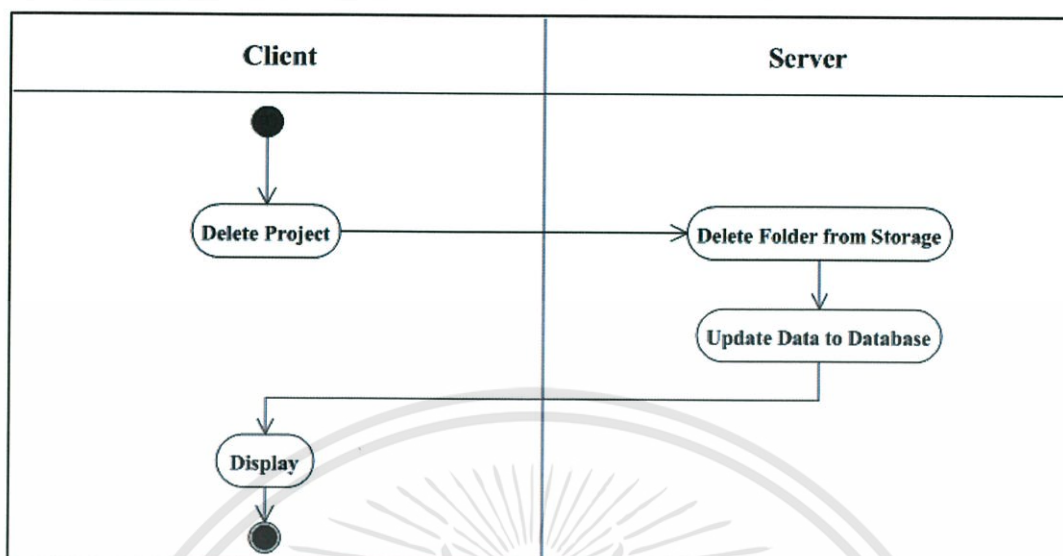 Client
Server
Delete Project
Delete Folder from Storage
Update Data to Database
Display